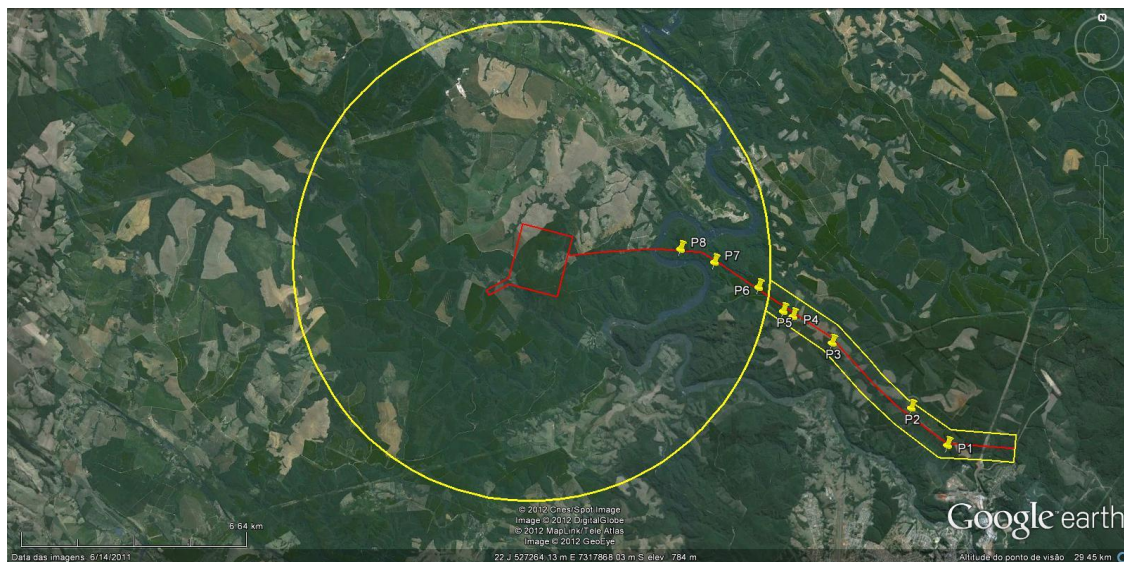 N
P8
P7
P6
P5
P4
P3
P2
P1
6.64 km
© 2012 Cnes/Spot Image
Image © 2012 DigitalGlobe
© 2012 MapLink/Tele Atlas
Image © 2012 GeoEye
Google earth
Data das imagens: 6/14/2011
22 J 527264.13 m E 7317868.03 m S elev 784 m
Altitude do ponto de visão 29.45 km